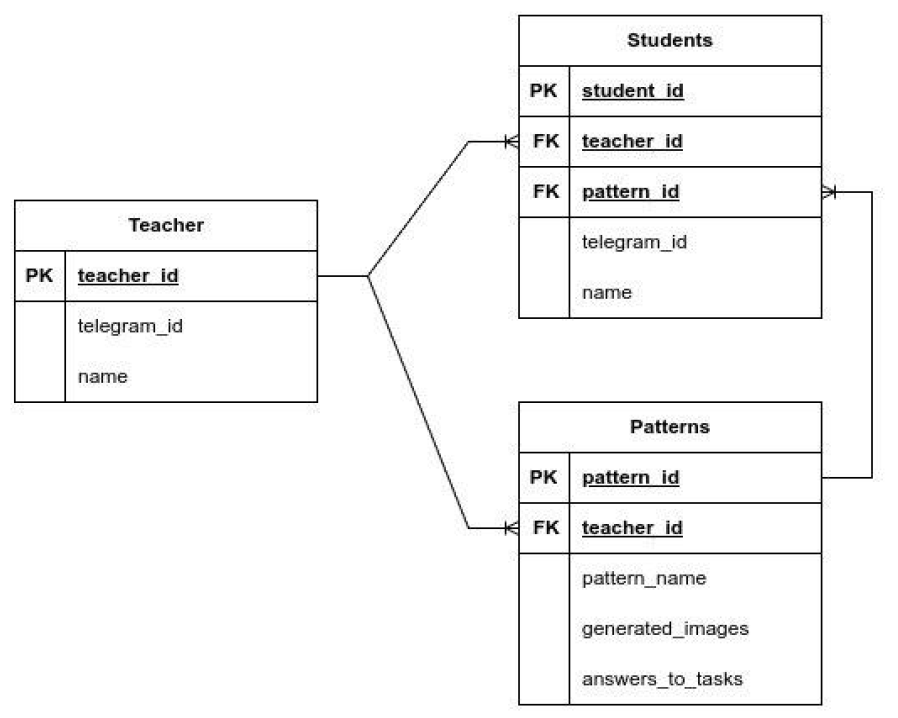 Students
PK student_id
FK teacher_id
FK pattern_id
telegram_id
name
Teacher
PK teacher_id
telegram_id
name
Patterns
PK pattern_id
FK teacher_id
pattern_name
generated_images
answers_to_tasks